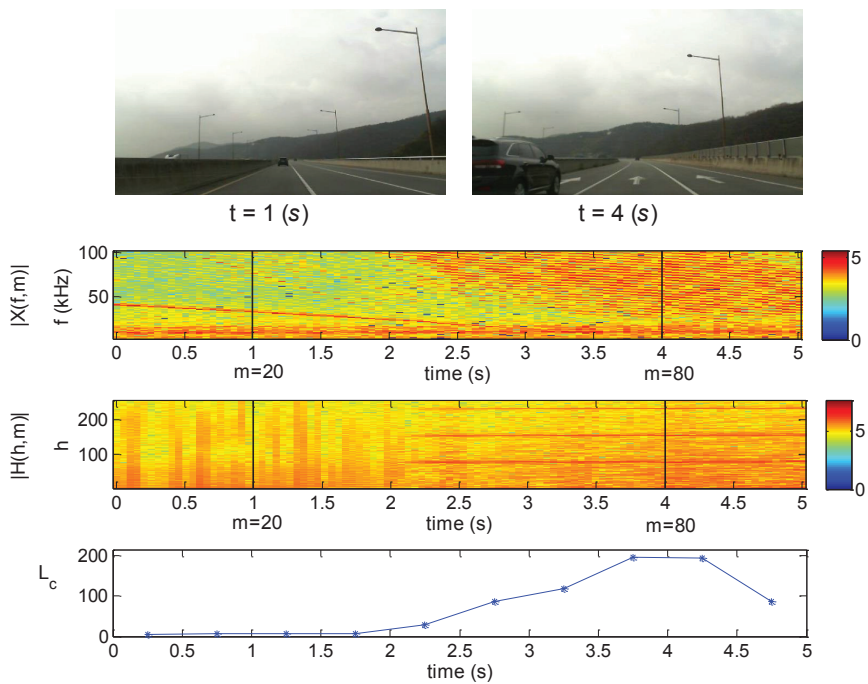 t = 1 (s)
t = 4 (s)
|X(f,m)|
f (kHz)
100
50
0 0.5 1 1.5 2 2.5 3 3.5 4 4.5 5
m=20 time (s) m=80
5
0
|H(h,m)|
h
200
100
0 0.5 1 1.5 2 2.5 3 3.5 4 4.5 5
m=20 time (s) m=80
5
0
L_c
200
100
0
0 0.5 1 1.5 2 2.5 3 3.5 4 4.5 5
time (s)